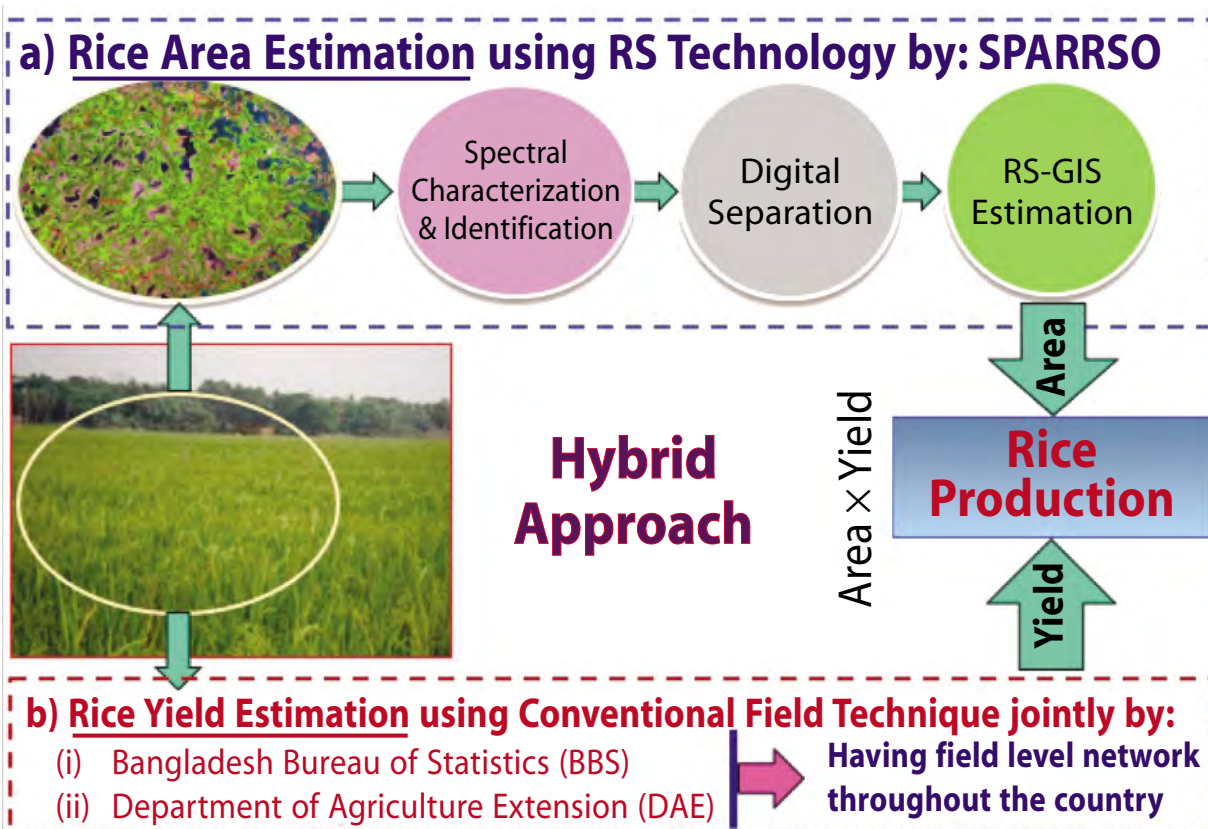 a) Rice Area Estimation using RS Technology by: SPARRSO
Spectral
Characterization
& Identification
Digital
Separation
RS-GIS
Estimation
Area
Hybrid
Approach
Area × Yield
Rice
Production
Yield
b) Rice Yield Estimation using Conventional Field Technique jointly by:
(i) Bangladesh Bureau of Statistics (BBS)
(ii) Department of Agriculture Extension (DAE)
Having field level network
throughout the country